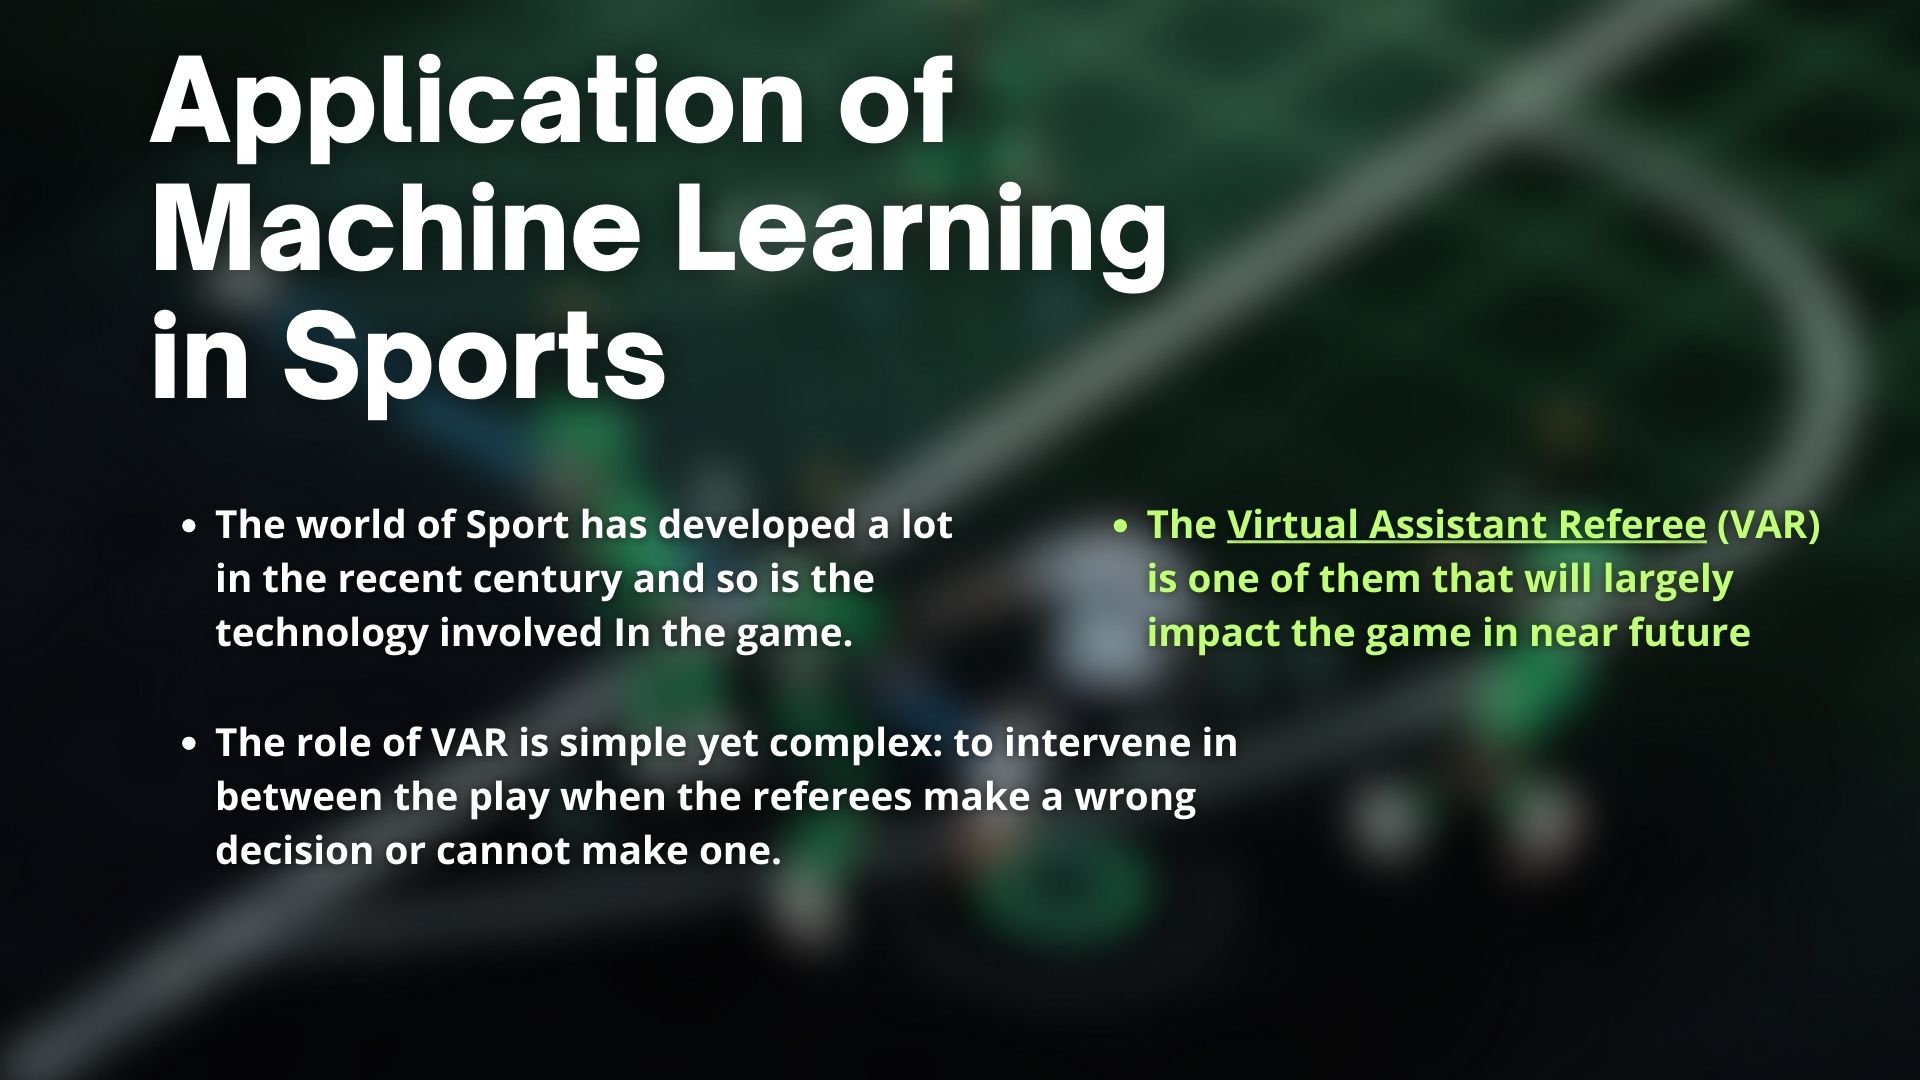 Application of
Machine Learning
in Sports
• The world of Sport has developed a lot
in the recent century and so is the
technology involved In the game.
• The Virtual Assistant Referee (VAR)
is one of them that will largely
impact the game in near future
• The role of VAR is simple yet complex: to intervene in
between the play when the referees make a wrong
decision or cannot make one.